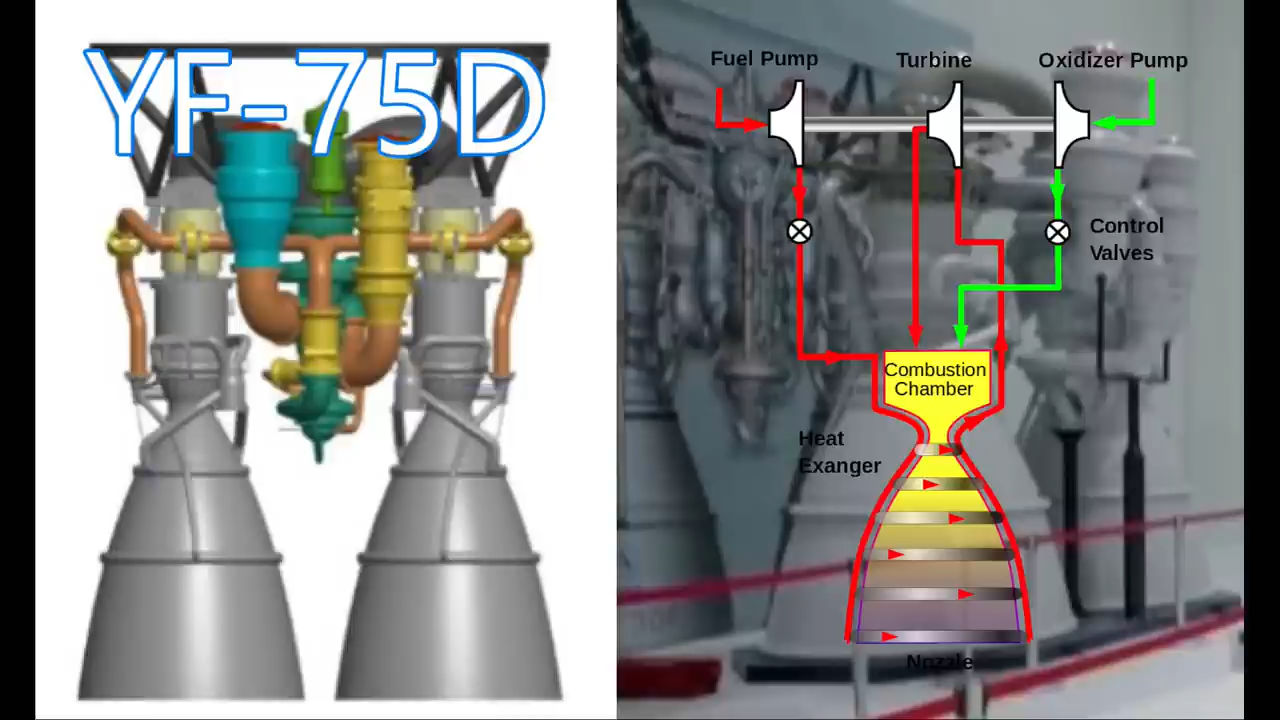 YF-75D
Fuel Pump
Turbine
Oxidizer Pump
Control
Valves
Combustion
Chamber
Heat
Exanger
Nozzle